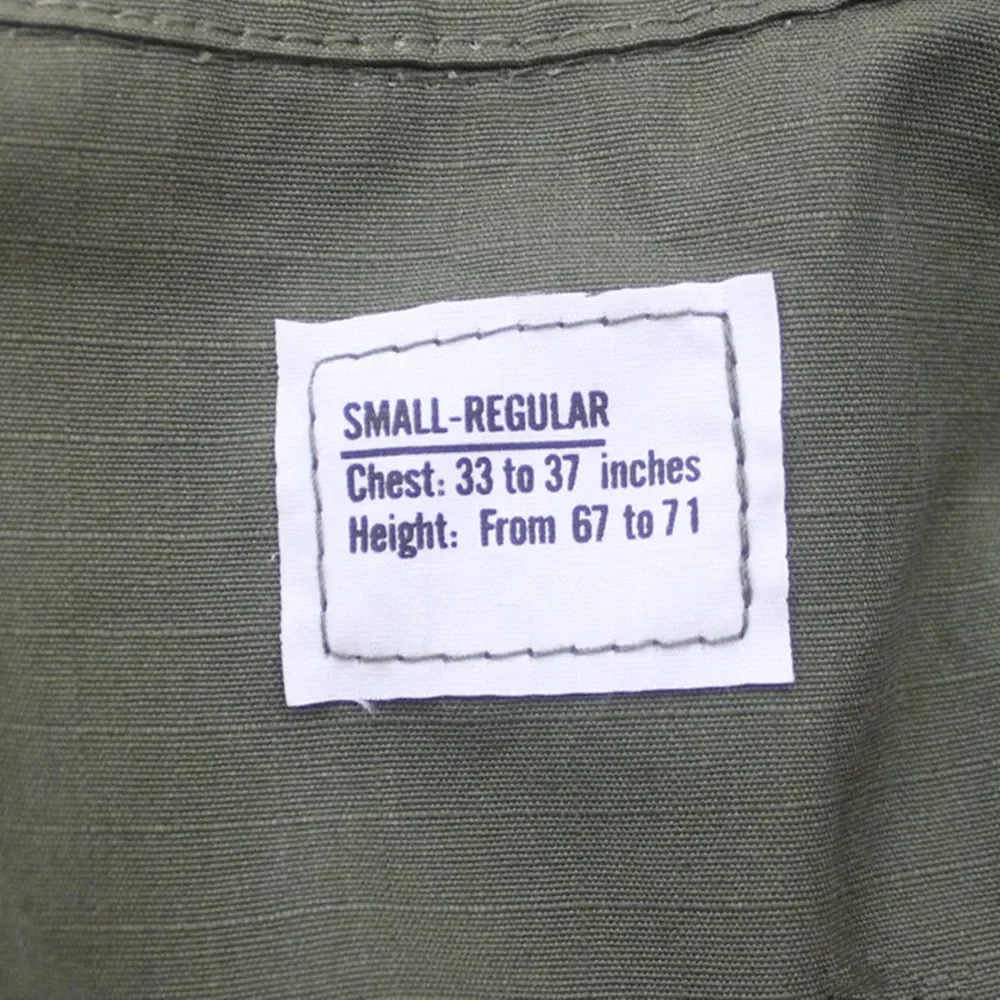 SMALL-REGULAR
Chest: 33 to 37 inches
Height: From 67 to 71